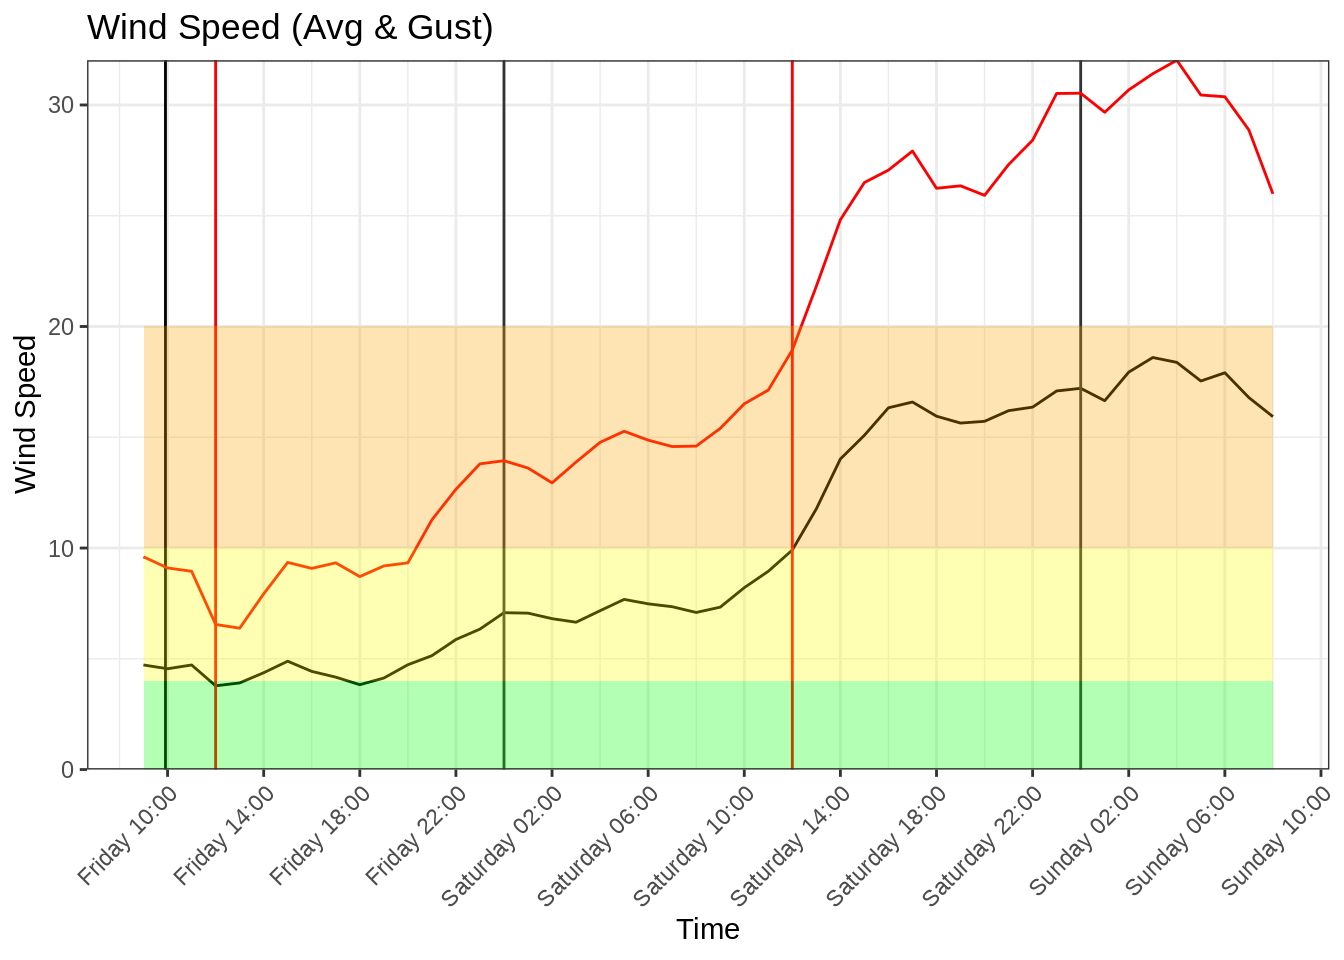 Wind Speed (Avg & Gust)
Wind Speed
30
20
10
0
Friday 10:00
Friday 14:00
Friday 18:00
Friday 22:00
Saturday 02:00
Saturday 06:00
Saturday 10:00
Saturday 14:00
Saturday 18:00
Saturday 22:00
Sunday 02:00
Sunday 06:00
Sunday 10:00
Time